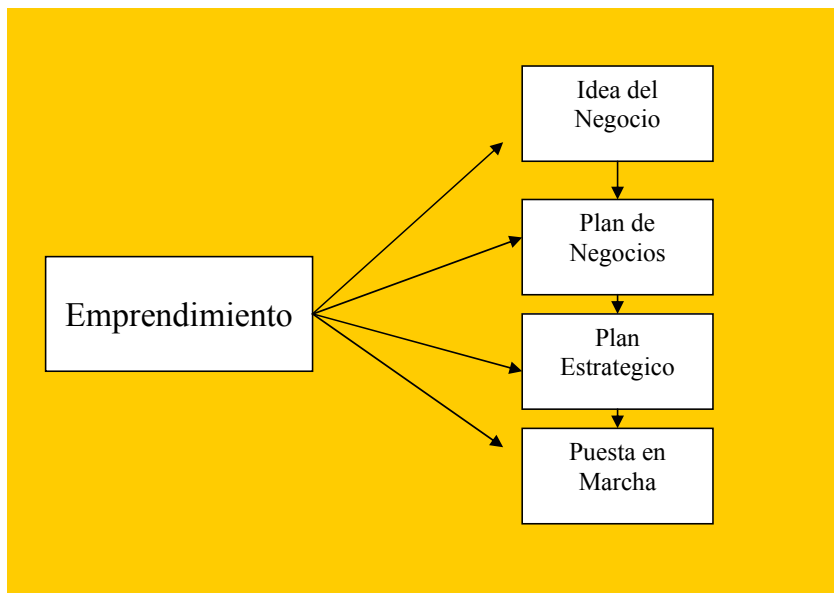 Emprendimiento
Idea del
Negocio
Plan de
Negocios
Plan
Estrategico
Puesta en
Marcha